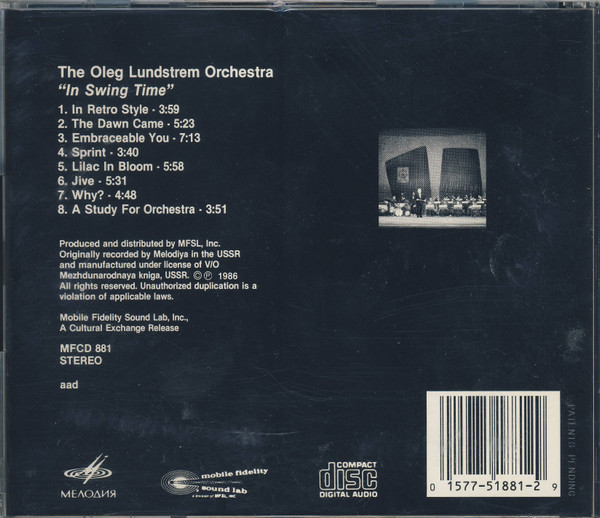 The Oleg Lundstrem Orchestra
"In Swing Time"
1. In Retro Style - 3:59
2. The Dawn Came - 5:23
3. Embraceable You - 7:13
4. Sprint - 3:40
5. Lilac In Bloom - 5:58
6. Jive - 5:31
7. Why? - 4:48
8. A Study For Orchestra - 3:51
Produced and distributed by MFSL, Inc.
Originally recorded by Melodiya in the USSR
and manufactured under license of V/O
Mezhdunarodnaya kniga, USSR. ©℗ 1986
All rights reserved. Unauthorized duplication is a
violation of applicable laws.
Mobile Fidelity Sound Lab, Inc.,
A Cultural Exchange Release
MFCD 881
STEREO
aad
МЕЛОДИЯ
mobile fidelity
sound lab
COMPACT
disc
DIGITAL AUDIO
0 1577-51881-2 9
PATENTS PENDING